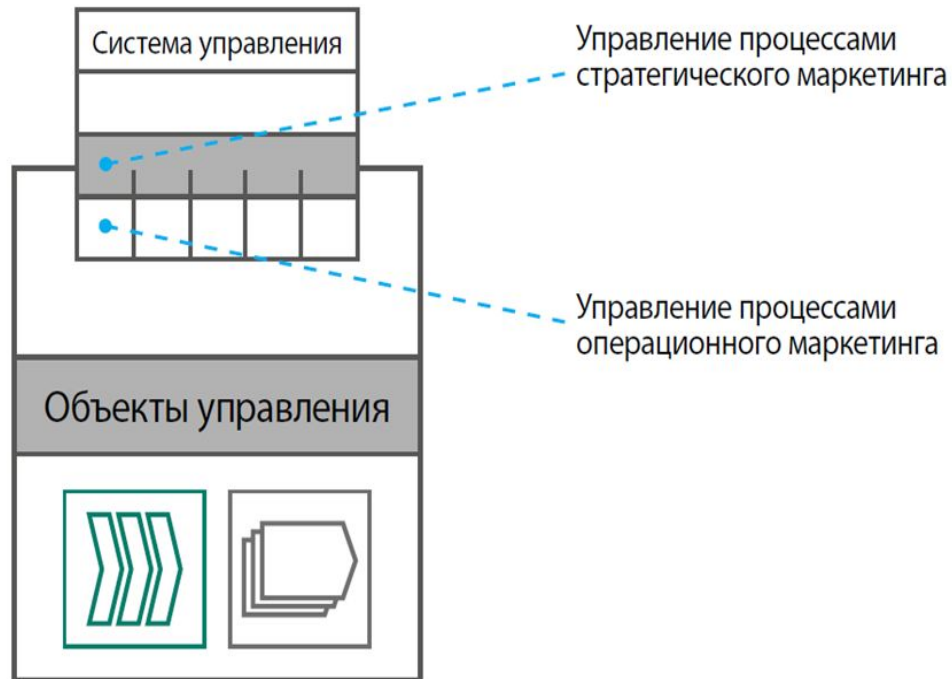 Система управления
Управление процессами
стратегического маркетинга
Управление процессами
операционного маркетинга
Объекты управления